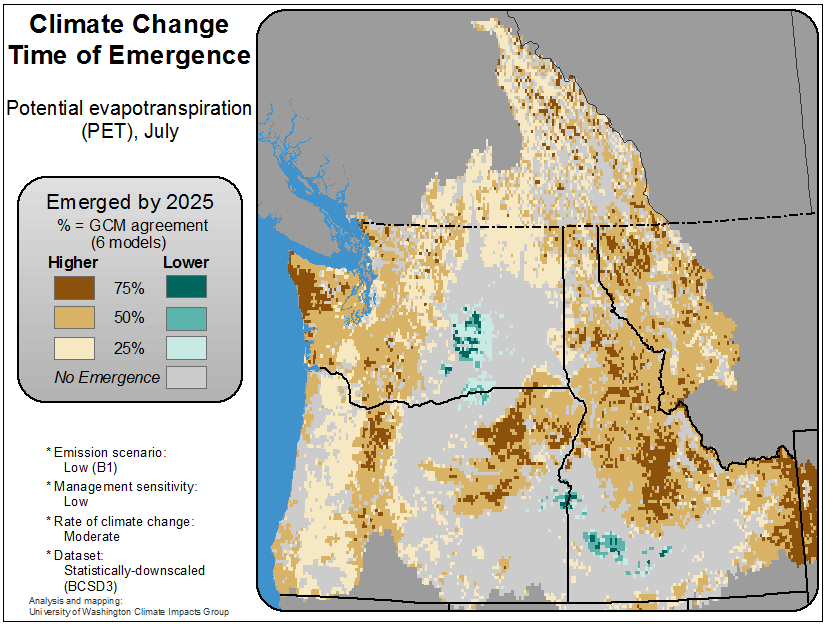 Climate Change
Time of Emergence
Potential evapotranspiration
(PET), July
Emerged by 2025
% = GCM agreement
(6 models)
Higher Lower
75%
50%
25%
No Emergence
* Emission scenario:
Low (B1)
* Management sensitivity:
Low
* Rate of climate change:
Moderate
* Dataset:
Statistically-downscaled
(BCSD3)
Analysis and mapping:
University of Washington Climate Impacts Group